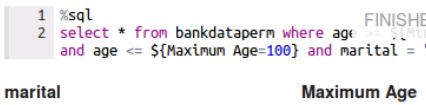 1 %sql
FINISHE
2 select * from bankdataperm where age >= ${Mi
and age <= ${Maximum Age=100} and marital = '
marital Maximum Age